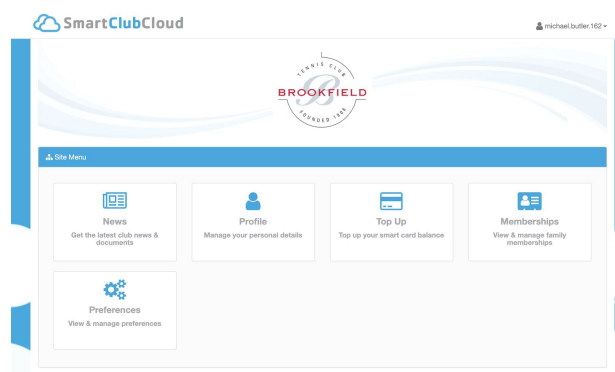 SmartClubCloud
michael.butler.162
TENNIS CLUB
B
BROOKFIELD
FOUNDED 1906
Site Menu
News
Get the latest club news &
documents
Profile
Manage your personal details
Top Up
Top up your smart card balance
Memberships
View & manage family
memberships
Preferences
View & manage preferences